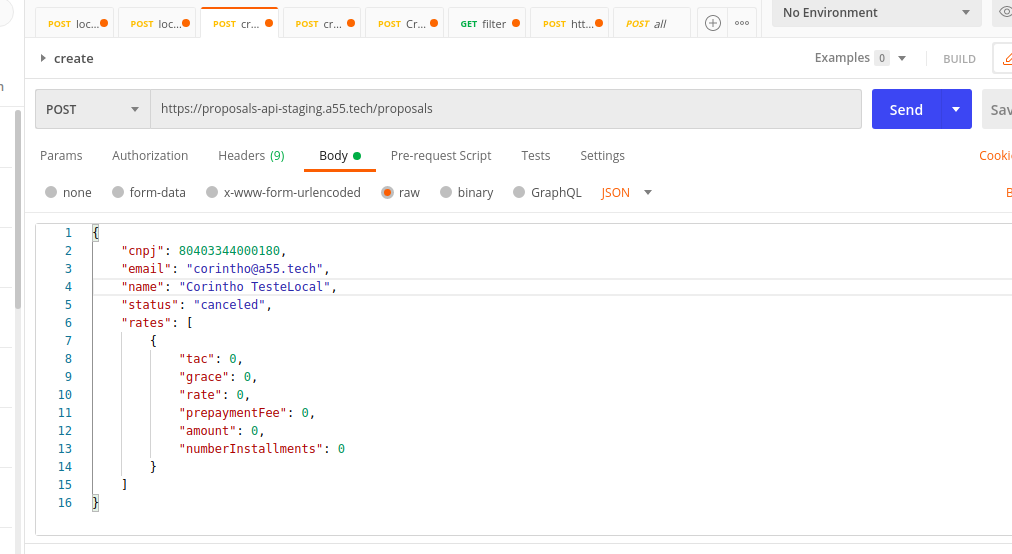 POST loc... POST loc... POST cr... POST cr... POST Cr... GET filter POST htt... POST all No Environment
create Examples 0 BUILD
POST https://proposals-api-staging.a55.tech/proposals Send Sav
Params Authorization Headers (9) Body Pre-request Script Tests Settings Cooki
none form-data x-www-form-urlencoded raw binary GraphQL JSON B
1 {
2 "cnpj": 80403344000180,
3 "email": "corintho@a55.tech",
4 "name": "Corintho TesteLocal",
5 "status": "canceled",
6 "rates": [
7 {
8 "tac": 0,
9 "grace": 0,
10 "rate": 0,
11 "prepaymentFee": 0,
12 "amount": 0,
13 "numberInstallments": 0
14 }
15 ]
16 }